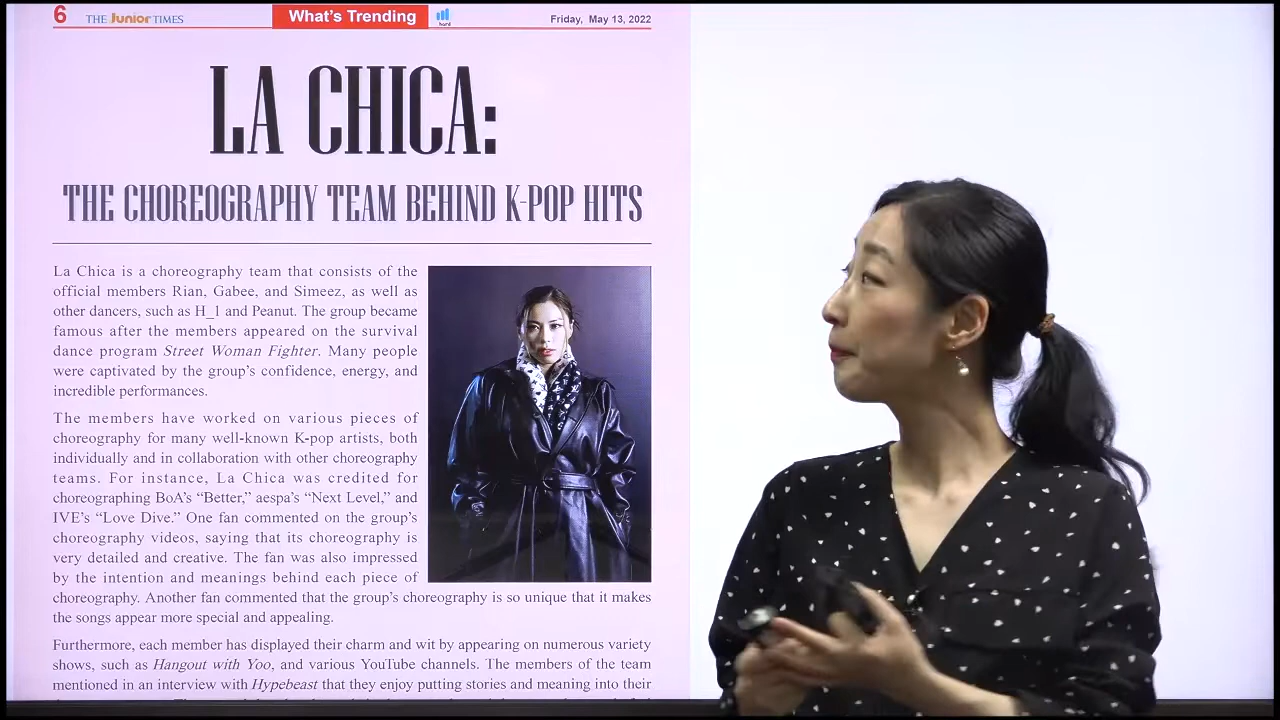 6 THE Junior TIMES What's Trending Friday, May 13, 2022
LA CHICA:
THE CHOREOGRAPHY TEAM BEHIND K-POP HITS
La Chica is a choreography team that consists of the
official members Rian, Gabee, and Simeez, as well as
other dancers, such as H_1 and Peanut. The group became
famous after the members appeared on the survival
dance program Street Woman Fighter. Many people
were captivated by the group's confidence, energy, and
incredible performances.
The members have worked on various pieces of
choreography for many well-known K-pop artists, both
individually and in collaboration with other choreography
teams. For instance, La Chica was credited for
choreographing BoA's “Better,” aespa's “Next Level,” and
IVE's “Love Dive.” One fan commented on the group's
choreography videos, saying that its choreography is
very detailed and creative. The fan was also impressed
by the intention and meanings behind each piece of
choreography. Another fan commented that the group's choreography is so unique that it makes
the songs appear more special and appealing.
Furthermore, each member has displayed their charm and wit by appearing on numerous variety
shows, such as Hangout with Yoo, and various YouTube channels. The members of the team
mentioned in an interview with Hypebeast that they enjoy putting stories and meaning into their